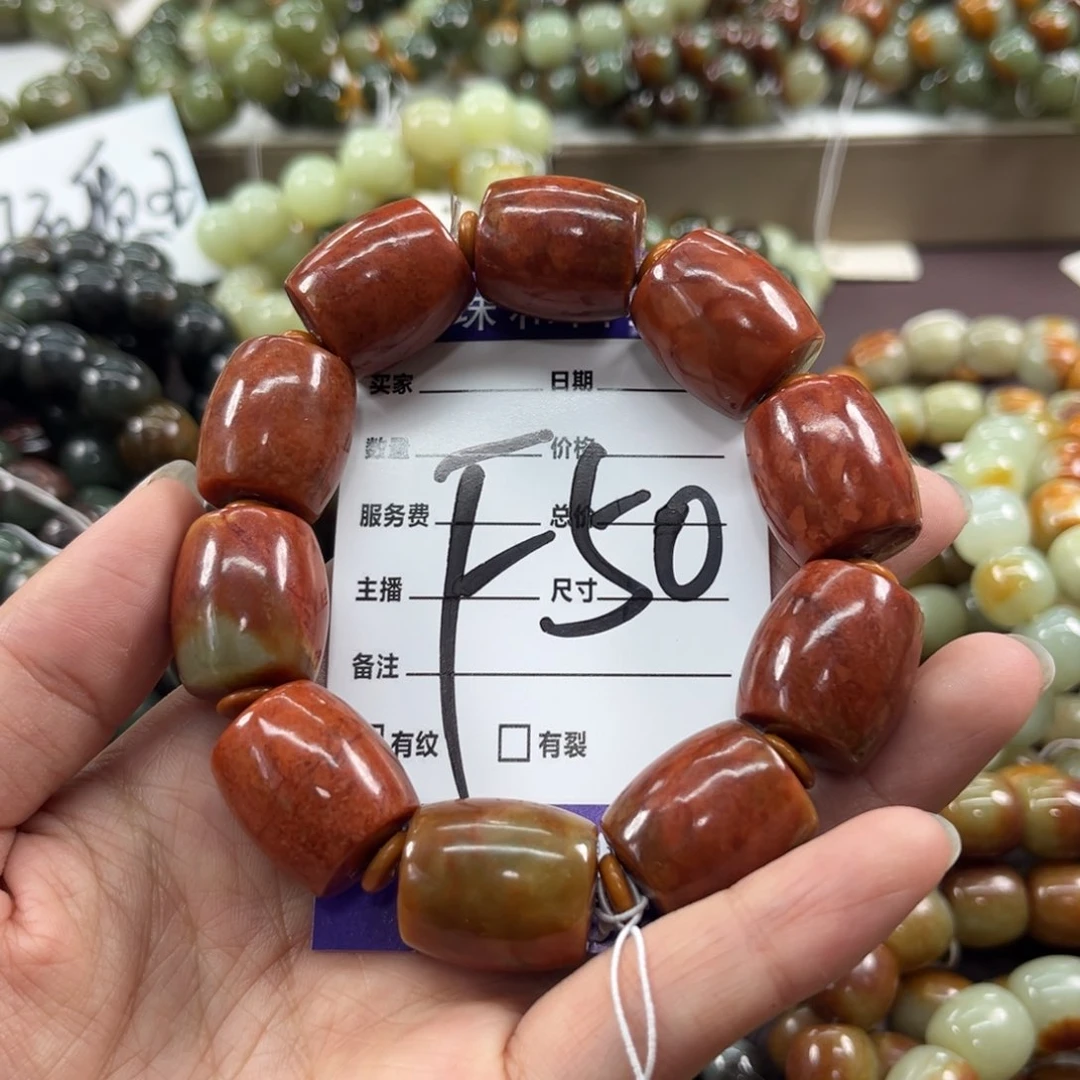 买家 日期
数量 价格
服务费 总价
F50
主播 尺寸
备注
有纹 □有裂